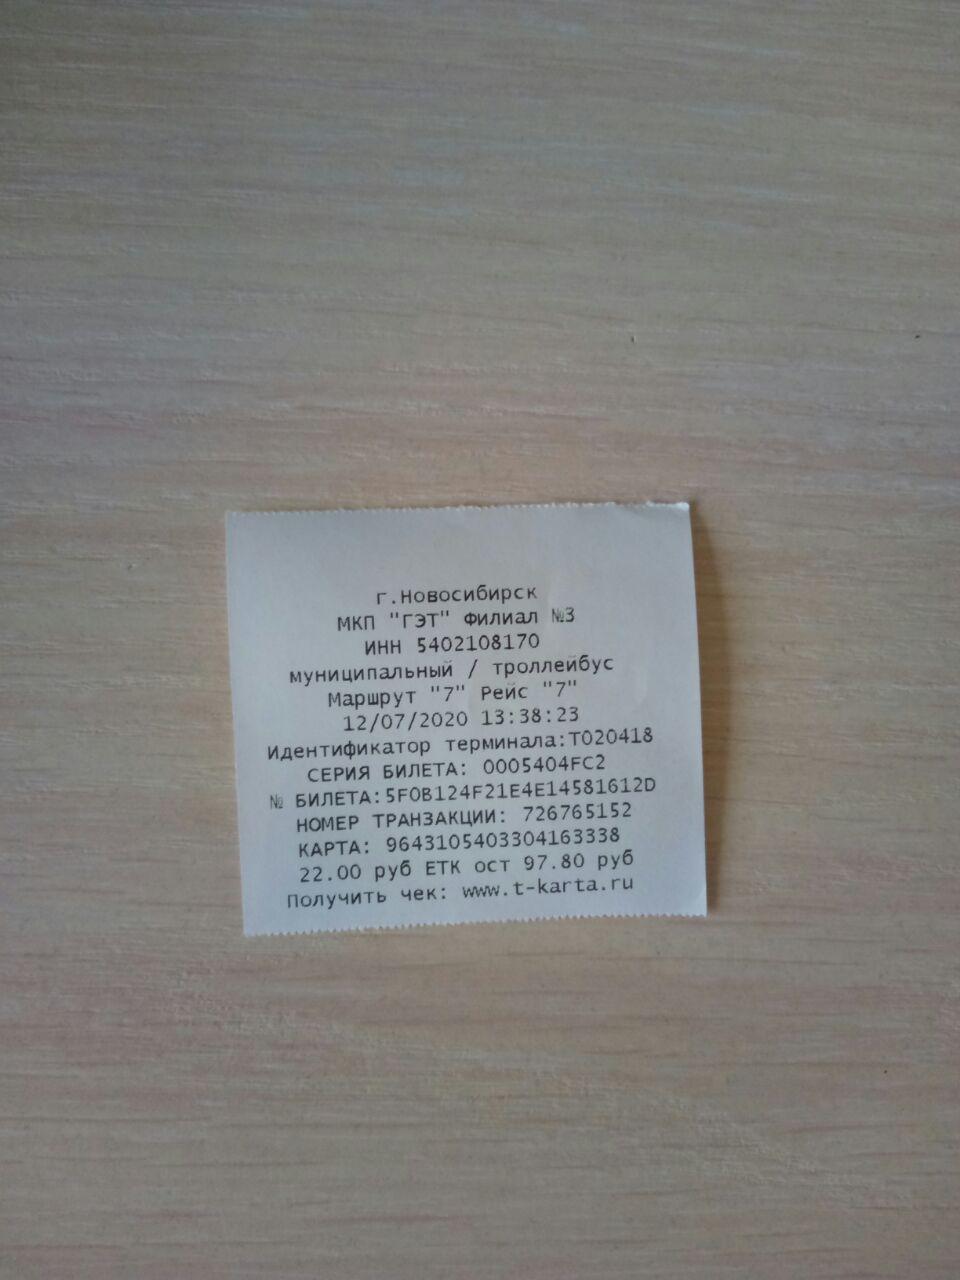 г.Новосибирск
МКП "ГЭТ" Филиал №3
ИНН 5402108170
муниципальный / троллейбус
Маршрут "7" Рейс "7"
12/07/2020 13:38:23
Идентификатор терминала:T020418
СЕРИЯ БИЛЕТА: 0005404FC2
№ БИЛЕТА:5F0B124F21E4E14581612D
НОМЕР ТРАНЗАКЦИИ: 726765152
КАРТА: 9643105403304163338
22.00 руб ЕТК ост 97.80 руб
Получить чек: www.t-karta.ru